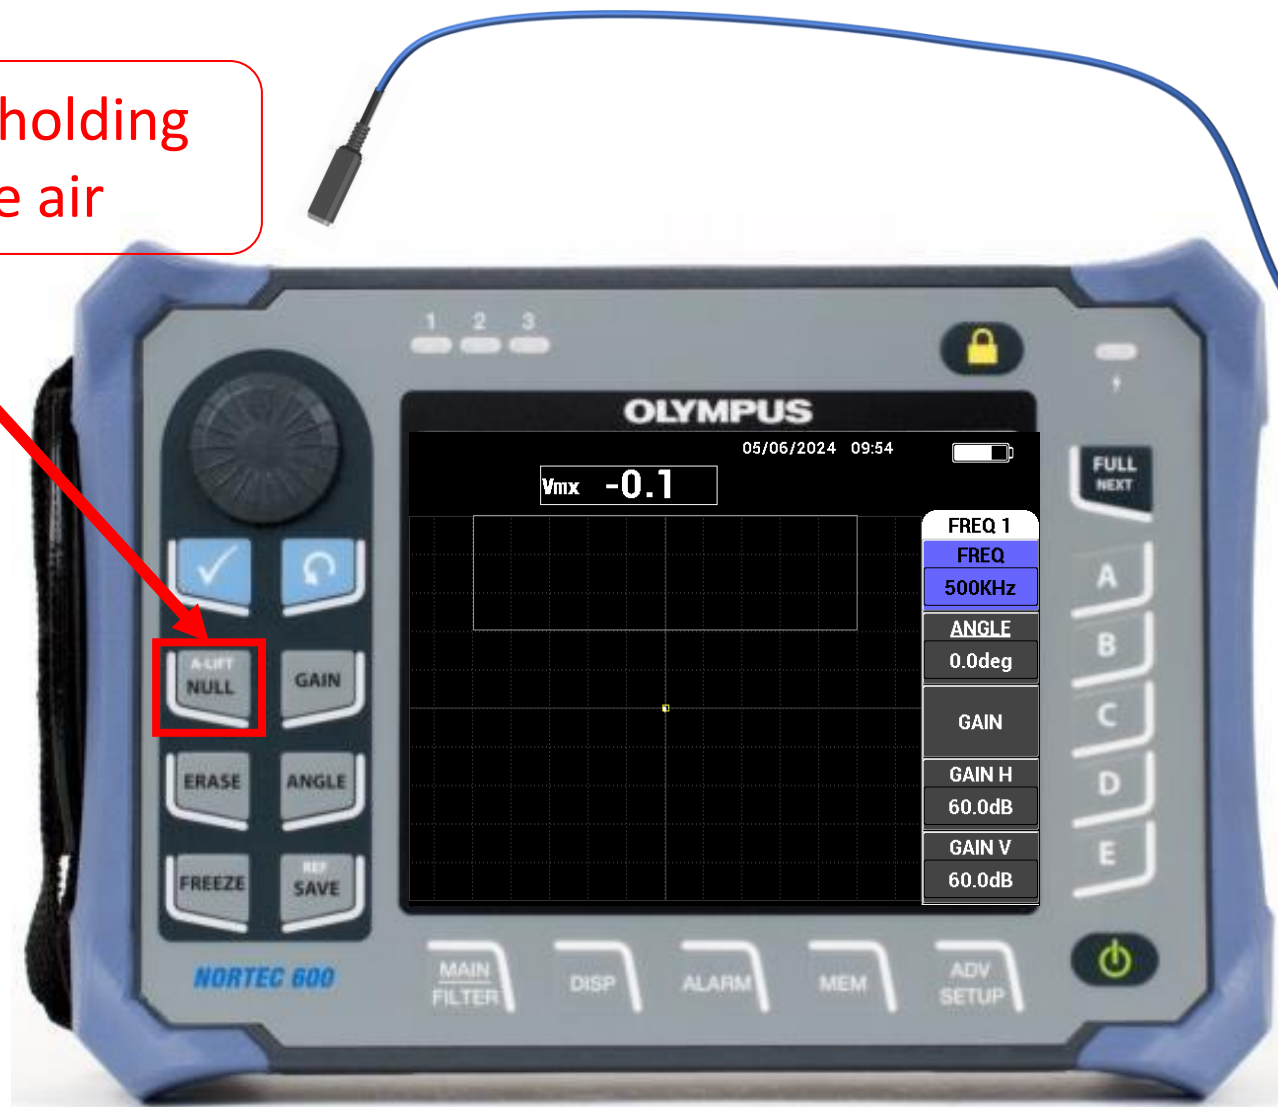 holding
e air
1 2 3
OLYMPUS
05/06/2024 09:54
Vmx -0.1
FULL
NEXT
FREQ 1
FREQ
500KHz
A
ANGLE
0.0deg
B
GAIN
C
GAIN H
60.0dB
D
GAIN V
60.0dB
E
A-LIFT
NULL
GAIN
ERASE
ANGLE
FREEZE
REF
SAVE
NORTEC 600
MAIN
FILTER
DISP
ALARM
MEM
ADV
SETUP